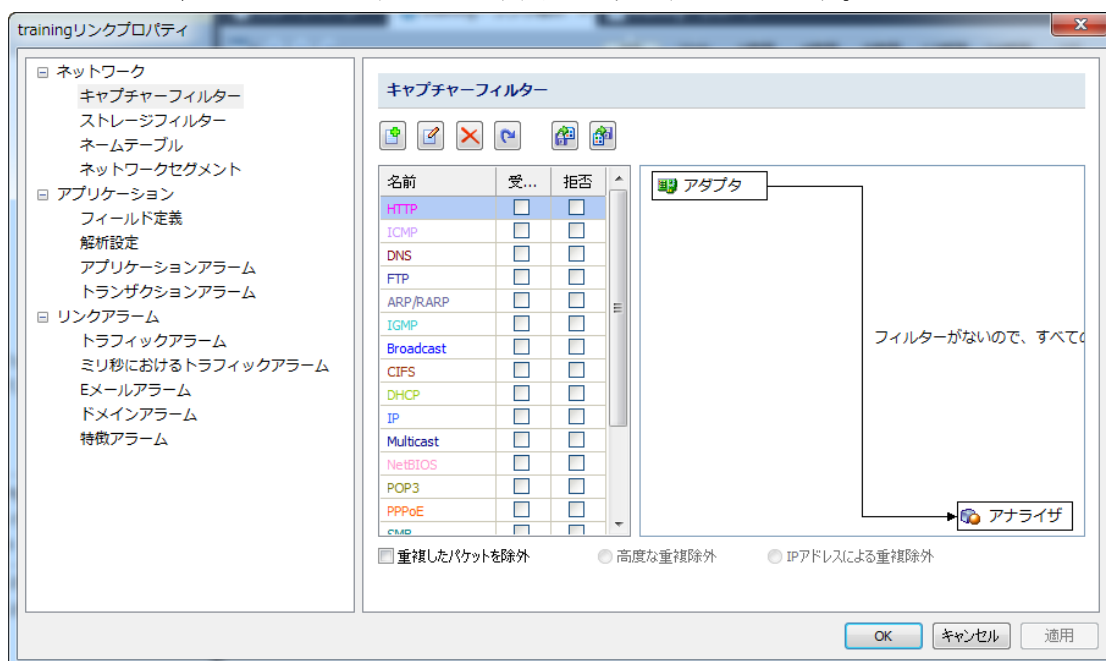 trainingリンクプロパティ
ネットワーク
キャプチャーフィルター
ストレージフィルター
ネームテーブル
ネットワークセグメント
アプリケーション
フィールド定義
解析設定
アプリケーションアラーム
トランザクションアラーム
リンクアラーム
トラフィックアラーム
ミリ秒におけるトラフィックアラーム
Eメールアラーム
ドメインアラーム
特徴アラーム
キャプチャーフィルター
名前 受... 拒否
HTTP
ICMP
DNS
FTP
ARP/RARP
IGMP
Broadcast
CIFS
DHCP
IP
Multicast
NetBIOS
POP3
PPPoE
アダプタ
フィルターがないので、すべて
アナライザ
重複したパケットを除外 高度な重複除外 IPアドレスによる重複除外
OK キャンセル 適用